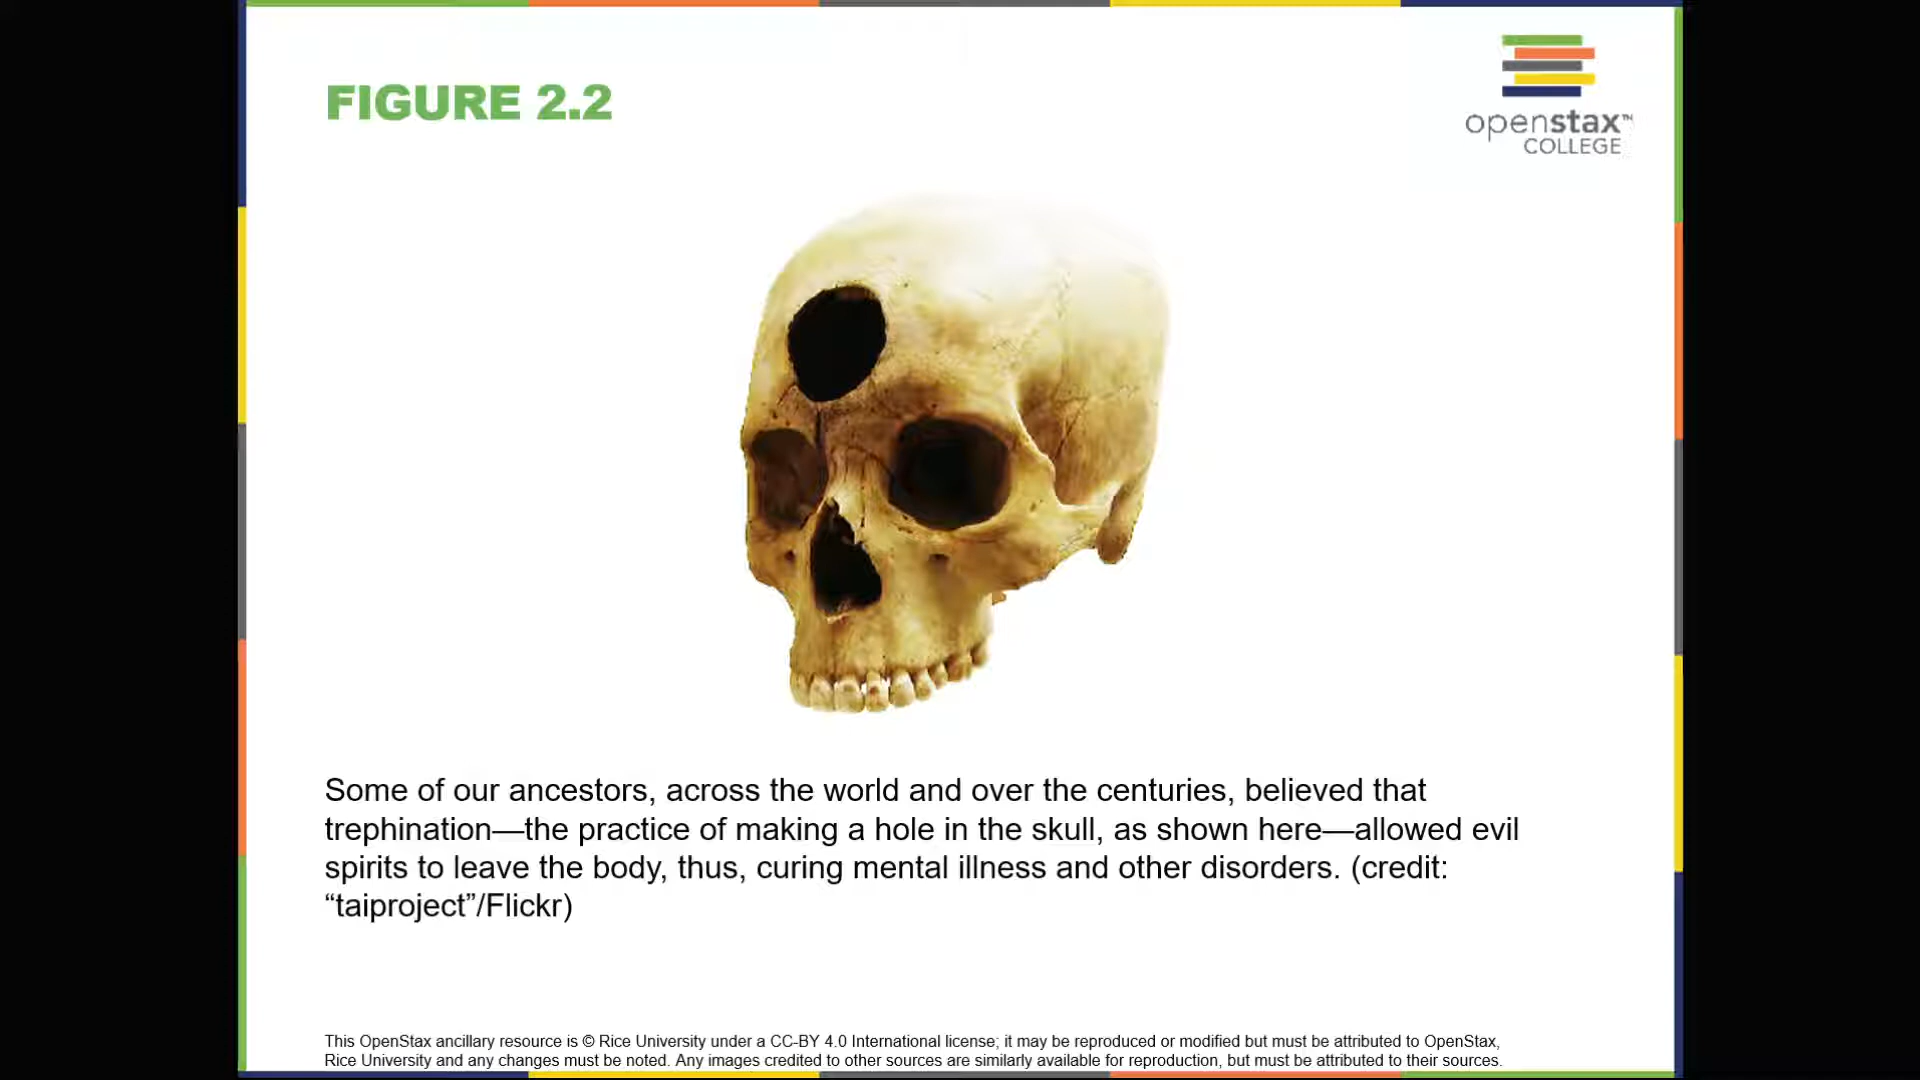 FIGURE 2.2
openstax™
COLLEGE
Some of our ancestors, across the world and over the centuries, believed that
trephination—the practice of making a hole in the skull, as shown here—allowed evil
spirits to leave the body, thus, curing mental illness and other disorders. (credit:
“taiproject”/Flickr)
This OpenStax ancillary resource is © Rice University under a CC-BY 4.0 International license; it may be reproduced or modified but must be attributed to OpenStax,
Rice University and any changes must be noted. Any images credited to other sources are similarly available for reproduction, but must be attributed to their sources.